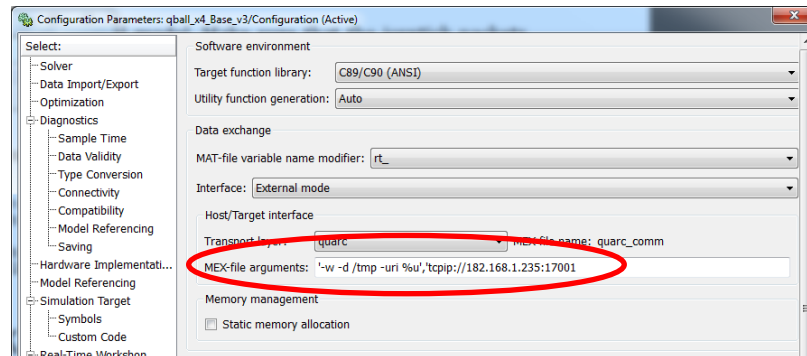 Configuration Parameters: qball_x4_Base_v3/Configuration (Active)
Select:
Solver
Data Import/Export
Optimization
Diagnostics
Sample Time
Data Validity
Type Conversion
Connectivity
Compatibility
Model Referencing
Saving
Hardware Implementati...
Model Referencing
Simulation Target
Symbols
Custom Code
Real-Time Workshop
Software environment
Target function library: C89/C90 (ANSI)
Utility function generation: Auto
Data exchange
MAT-file variable name modifier: rt_
Interface: External mode
Host/Target interface
Transport layer: quarc MEX-file name: quarc_comm
MEX-file arguments: '-w -d /tmp -uri %u','tcpip://182.168.1.235:17001
Memory management
Static memory allocation